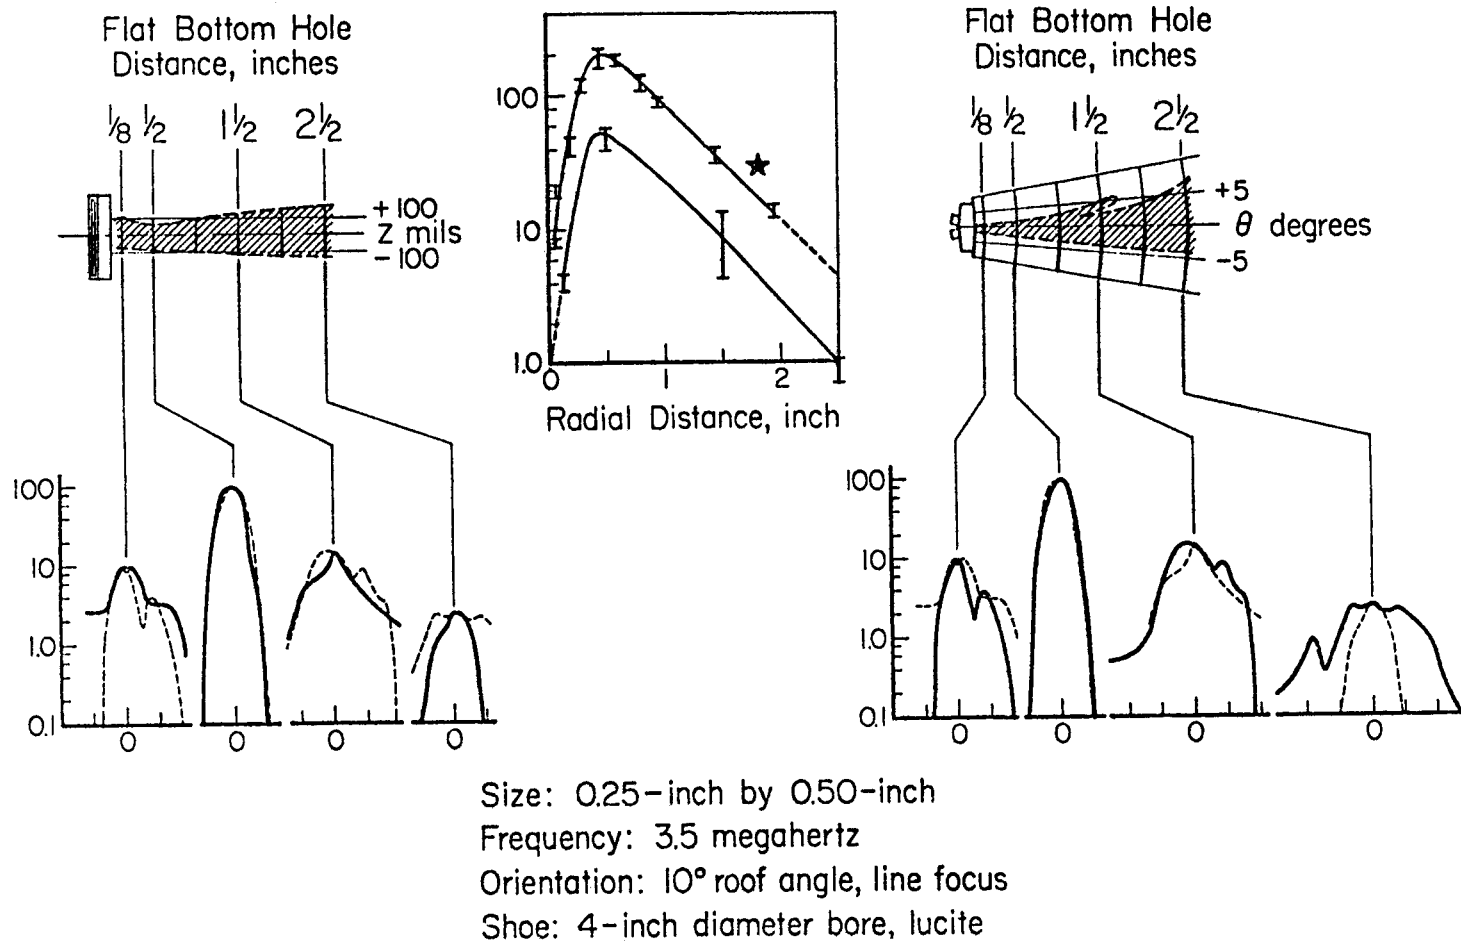 Flat Bottom Hole
Distance, inches
1/8 1/2 1 1/2 2 1/2
+100
Z mils
-100
100
10
1.0
0 1 2
Radial Distance, inch
Flat Bottom Hole
Distance, inches
1/8 1/2 1 1/2 2 1/2
+5
θ degrees
-5
100
10
1.0
0.1
0 0 0 0
100
10
1.0
0.1
0 0 0 0
Size: 0.25-inch by 0.50-inch
Frequency: 3.5 megahertz
Orientation: 10° roof angle, line focus
Shoe: 4-inch diameter bore, lucite